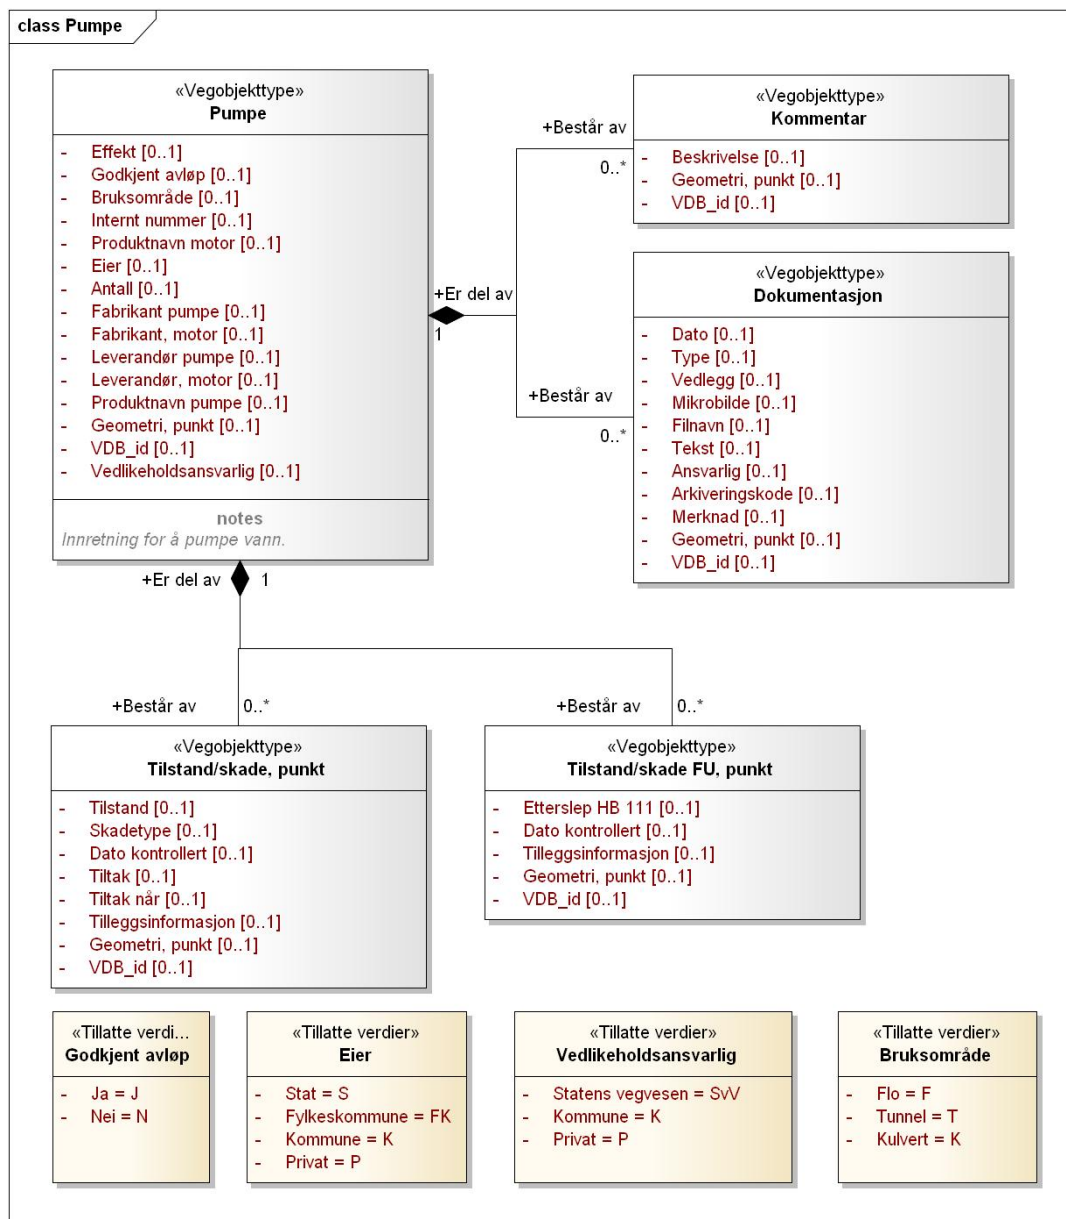 class Pumpe
«Vegobjekttype»
Pumpe
- Effekt [0..1]
- Godkjent avløp [0..1]
- Bruksområde [0..1]
- Internt nummer [0..1]
- Produktnavn motor [0..1]
- Eier [0..1]
- Antall [0..1]
- Fabrikant pumpe [0..1]
- Fabrikant, motor [0..1]
- Leverandør pumpe [0..1]
- Leverandør, motor [0..1]
- Produktnavn pumpe [0..1]
- Geometri, punkt [0..1]
- VDB_id [0..1]
- Vedlikeholdsansvarlig [0..1]
notes
Innretning for å pumpe vann.
+Er del av
1
+Består av
0..*
«Vegobjekttype»
Kommentar
- Beskrivelse [0..1]
- Geometri, punkt [0..1]
- VDB_id [0..1]
+Består av
0..*
«Vegobjekttype»
Dokumentasjon
- Dato [0..1]
- Type [0..1]
- Vedlegg [0..1]
- Mikrobilde [0..1]
- Filnavn [0..1]
- Tekst [0..1]
- Ansvarlig [0..1]
- Arkiveringskode [0..1]
- Merknad [0..1]
- Geometri, punkt [0..1]
- VDB_id [0..1]
+Er del av
1
+Består av
0..*
«Vegobjekttype»
Tilstand/skade, punkt
- Tilstand [0..1]
- Skadetype [0..1]
- Dato kontrollert [0..1]
- Tiltak [0..1]
- Tiltak når [0..1]
- Tilleggsinformasjon [0..1]
- Geometri, punkt [0..1]
- VDB_id [0..1]
+Består av
0..*
«Vegobjekttype»
Tilstand/skade FU, punkt
- Etterslep HB 111 [0..1]
- Dato kontrollert [0..1]
- Tilleggsinformasjon [0..1]
- Geometri, punkt [0..1]
- VDB_id [0..1]
«Tillatte verdi...
Godkjent avløp
- Ja = J
- Nei = N
«Tillatte verdier»
Eier
- Stat = S
- Fylkeskommune = FK
- Kommune = K
- Privat = P
«Tillatte verdier»
Vedlikeholdsansvarlig
- Statens vegvesen = SvV
- Kommune = K
- Privat = P
«Tillatte verdier»
Bruksområde
- Flo = F
- Tunnel = T
- Kulvert = K